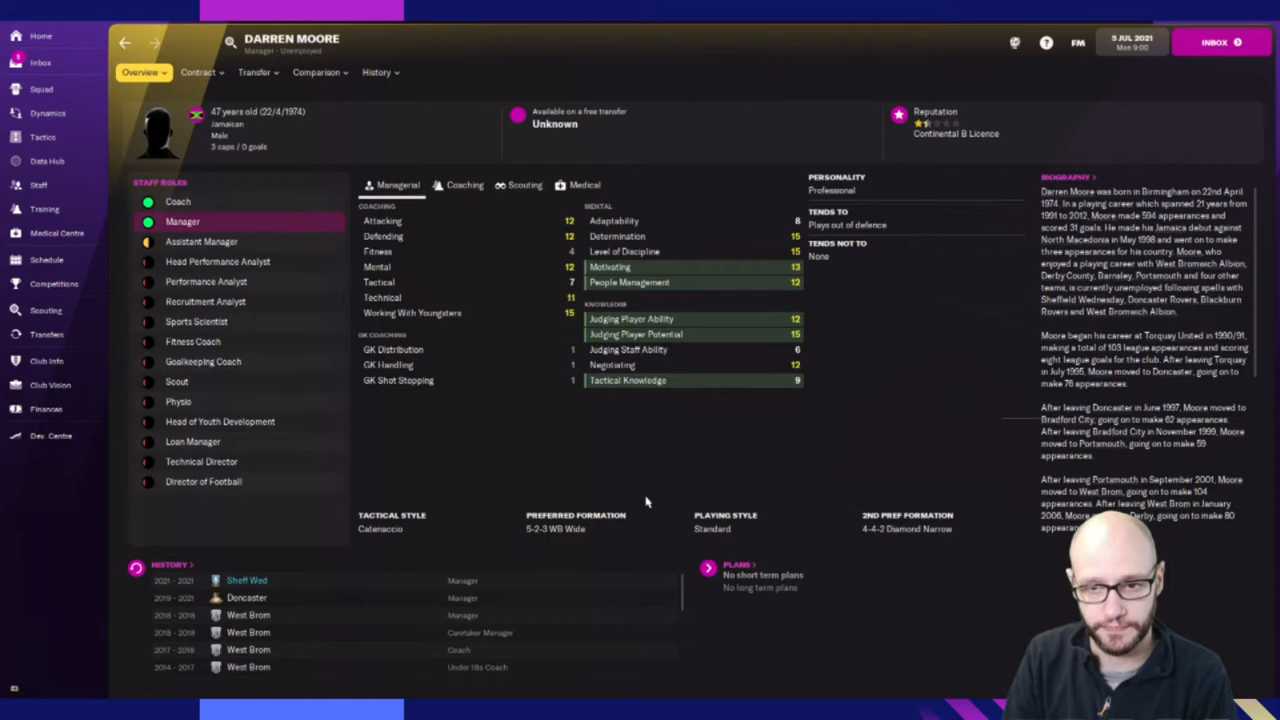 Home
1
Inbox
Squad
Dynamics
Tactics
Data Hub
Staff
Training
Medical Centre
Schedule
Competitions
Scouting
Transfers
Club Info
Club Vision
Finances
Dev. Centre
DARREN MOORE
Manager - Unemployed
FM
5 JUL 2021
Mon 9:00
INBOX
Overview
Contract
Transfer
Comparison
History
47 years old (22/4/1974)
Jamaican
Male
3 caps / 0 goals
Available on a free transfer
Unknown
Reputation
Continental B Licence
STAFF ROLES
Coach
Manager
Assistant Manager
Head Performance Analyst
Performance Analyst
Recruitment Analyst
Sports Scientist
Fitness Coach
Goalkeeping Coach
Scout
Physio
Head of Youth Development
Loan Manager
Technical Director
Director of Football
Managerial
Coaching
Scouting
Medical
COACHING
Attacking 12
Defending 12
Fitness 4
Mental 12
Tactical 7
Technical 11
Working With Youngsters 15
GK COACHING
GK Distribution 1
GK Handling 1
GK Shot Stopping 1
MENTAL
Adaptability 8
Determination 15
Level of Discipline 15
Motivating 13
People Management 12
KNOWLEDGE
Judging Player Ability 12
Judging Player Potential 15
Judging Staff Ability 6
Negotiating 12
Tactical Knowledge 9
PERSONALITY
Professional
TENDS TO
Plays out of defence
TENDS NOT TO
None
BIOGRAPHY >
Darren Moore was born in Birmingham on 22nd April
1974. In a playing career which spanned 21 years from
1991 to 2012, Moore made 594 appearances and
scored 31 goals. He made his Jamaica debut against
North Macedonia in May 1998 and went on to make
three appearances for his country. Moore, who
enjoyed a playing career with West Bromwich Albion,
Derby County, Barnsley, Portsmouth and four other
teams, is currently unemployed following spells with
Sheffield Wednesday, Doncaster Rovers, Blackburn
Rovers and West Bromwich Albion.
Moore began his career at Torquay United in 1990/91,
making a total of 103 league appearances and scoring
eight league goals for the club. After leaving Torquay
in July 1995, Moore moved to Doncaster, going on to
make 76 appearances.
After leaving Doncaster in June 1997, Moore moved to
Bradford City, going on to make 62 appearances.
After leaving Bradford City in November 1999, Moore
moved to Portsmouth, going on to make 59
appearances.
After leaving Portsmouth in September 2001, Moore
moved to West Brom, going on to make 104
appearances. After leaving West Brom in January
2006, Moore Derby, going on to make 80
TACTICAL STYLE
Catenaccio
PREFERRED FORMATION
5-2-3 WB Wide
PLAYING STYLE
Standard
2ND PREF FORMATION
4-4-2 Diamond Narrow
HISTORY >
2021 - 2021 Sheff Wed Manager
2019 - 2021 Doncaster Manager
2018 - 2018 West Brom Manager
2018 - 2018 West Brom Caretaker Manager
2017 - 2018 West Brom Coach
2014 - 2017 West Brom Under 18s Coach
PLANS >
No short term plans
No long term plans